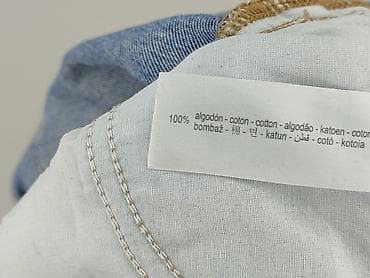 100% algodón - coton - cotton - algodão - katoen - coton
bombaž - 棉 - 면 - katun - قطن - cotó - kotoia